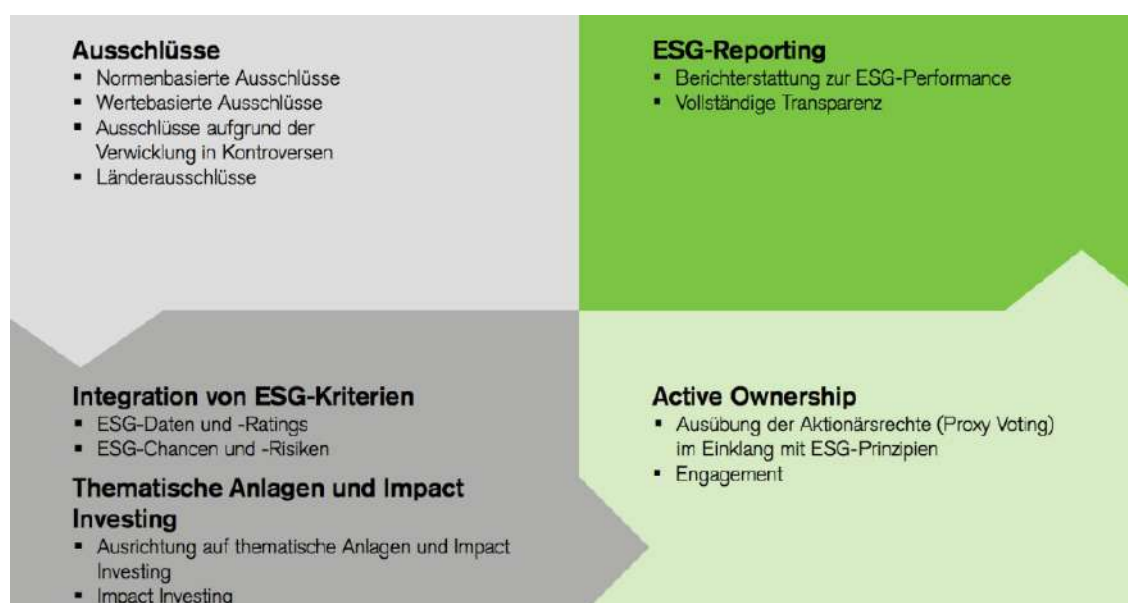 Ausschlüsse
▪ Normenbasierte Ausschlüsse
▪ Wertebasierte Ausschlüsse
▪ Ausschlüsse aufgrund der
Verwicklung in Kontroversen
▪ Länderausschlüsse
ESG-Reporting
▪ Berichterstattung zur ESG-Performance
▪ Vollständige Transparenz
Integration von ESG-Kriterien
▪ ESG-Daten und -Ratings
▪ ESG-Chancen und -Risiken
Thematische Anlagen und Impact
Investing
▪ Ausrichtung auf thematische Anlagen und Impact
Investing
▪ Impact Investing
Active Ownership
▪ Ausübung der Aktionärsrechte (Proxy Voting)
im Einklang mit ESG-Prinzipien
▪ Engagement